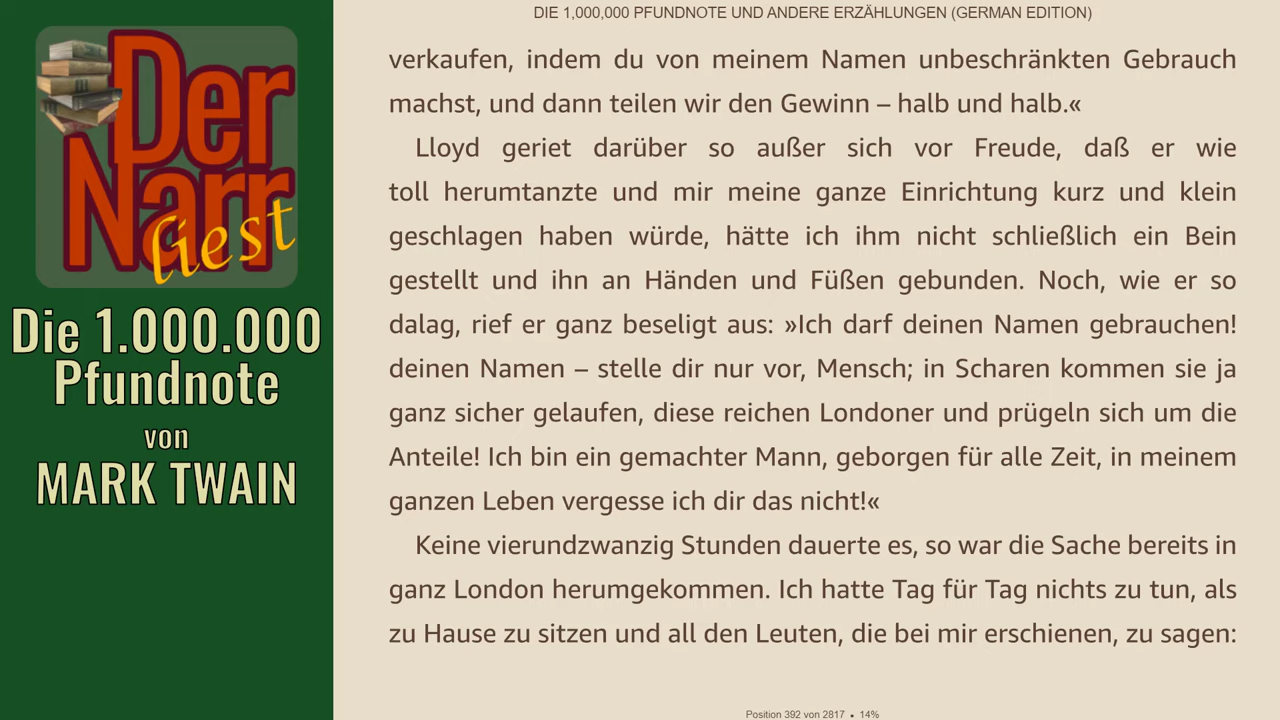 Der
Narr
liest
Die 1.000.000
Pfundnote
von
MARK TWAIN
DIE 1,000,000 PFUNDNOTE UND ANDERE ERZÄHLUNGEN (GERMAN EDITION)
verkaufen, indem du von meinem Namen unbeschränkten Gebrauch
machst, und dann teilen wir den Gewinn – halb und halb.«
Lloyd geriet darüber so außer sich vor Freude, daß er wie
toll herumtanzte und mir meine ganze Einrichtung kurz und klein
geschlagen haben würde, hätte ich ihm nicht schließlich ein Bein
gestellt und ihn an Händen und Füßen gebunden. Noch, wie er so
dalag, rief er ganz beseligt aus: »Ich darf deinen Namen gebrauchen!
deinen Namen – stelle dir nur vor, Mensch; in Scharen kommen sie ja
ganz sicher gelaufen, diese reichen Londoner und prügeln sich um die
Anteile! Ich bin ein gemachter Mann, geborgen für alle Zeit, in meinem
ganzen Leben vergesse ich dir das nicht!«
Keine vierundzwanzig Stunden dauerte es, so war die Sache bereits in
ganz London herumgekommen. Ich hatte Tag für Tag nichts zu tun, als
zu Hause zu sitzen und all den Leuten, die bei mir erschienen, zu sagen:
Position 392 von 2817 • 14%